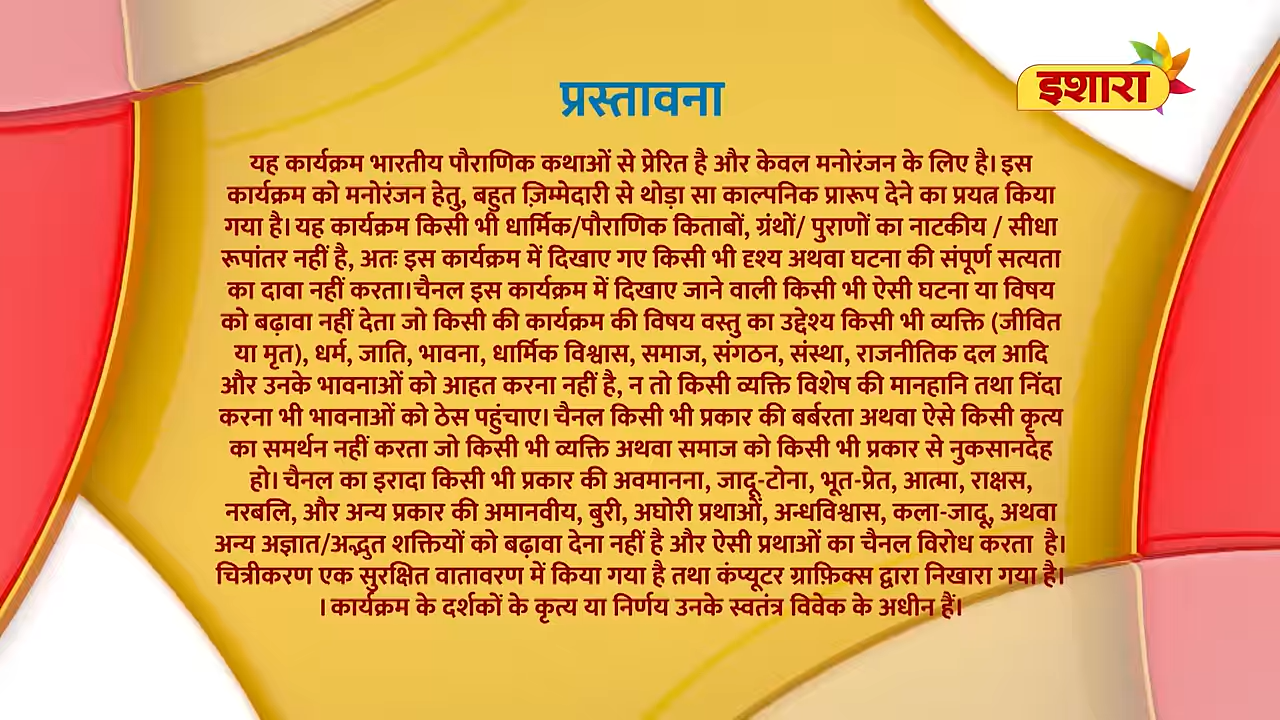 प्रस्तावना
इशारा
यह कार्यक्रम भारतीय पौराणिक कथाओं से प्रेरित है और केवल मनोरंजन के लिए है। इस
कार्यक्रम को मनोरंजन हेतु, बहुत ज़िम्मेदारी से थोड़ा सा काल्पनिक प्रारूप देने का प्रयत्न किया
गया है। यह कार्यक्रम किसी भी धार्मिक/पौराणिक किताबों, ग्रंथों/ पुराणों का नाटकीय / सीधा
रूपांतर नहीं है, अतः इस कार्यक्रम में दिखाए गए किसी भी दृश्य अथवा घटना की संपूर्ण सत्यता
का दावा नहीं करता।चैनल इस कार्यक्रम में दिखाए जाने वाली किसी भी ऐसी घटना या विषय
को बढ़ावा नहीं देता जो किसी की कार्यक्रम की विषय वस्तु का उद्देश्य किसी भी व्यक्ति (जीवित
या मृत), धर्म, जाति, भावना, धार्मिक विश्वास, समाज, संगठन, संस्था, राजनीतिक दल आदि
और उनके भावनाओं को आहत करना नहीं है, न तो किसी व्यक्ति विशेष की मानहानि तथा निंदा
करना भी भावनाओं को ठेस पहुंचाए। चैनल किसी भी प्रकार की बर्बरता अथवा ऐसे किसी कृत्य
का समर्थन नहीं करता जो किसी भी व्यक्ति अथवा समाज को किसी भी प्रकार से नुकसानदेह
हो। चैनल का इरादा किसी भी प्रकार की अवमानना, जादू-टोना, भूत-प्रेत, आत्मा, राक्षस,
नरबलि, और अन्य प्रकार की अमानवीय, बुरी, अघोरी प्रथाओं, अन्धविश्वास, कला-जादू, अथवा
अन्य अज्ञात/अद्भुत शक्तियों को बढ़ावा देना नहीं है और ऐसी प्रथाओं का चैनल विरोध करता है।
चित्रीकरण एक सुरक्षित वातावरण में किया गया है तथा कंप्यूटर ग्राफ़िक्स द्वारा निखारा गया है।
। कार्यक्रम के दर्शकों के कृत्य या निर्णय उनके स्वतंत्र विवेक के अधीन हैं।